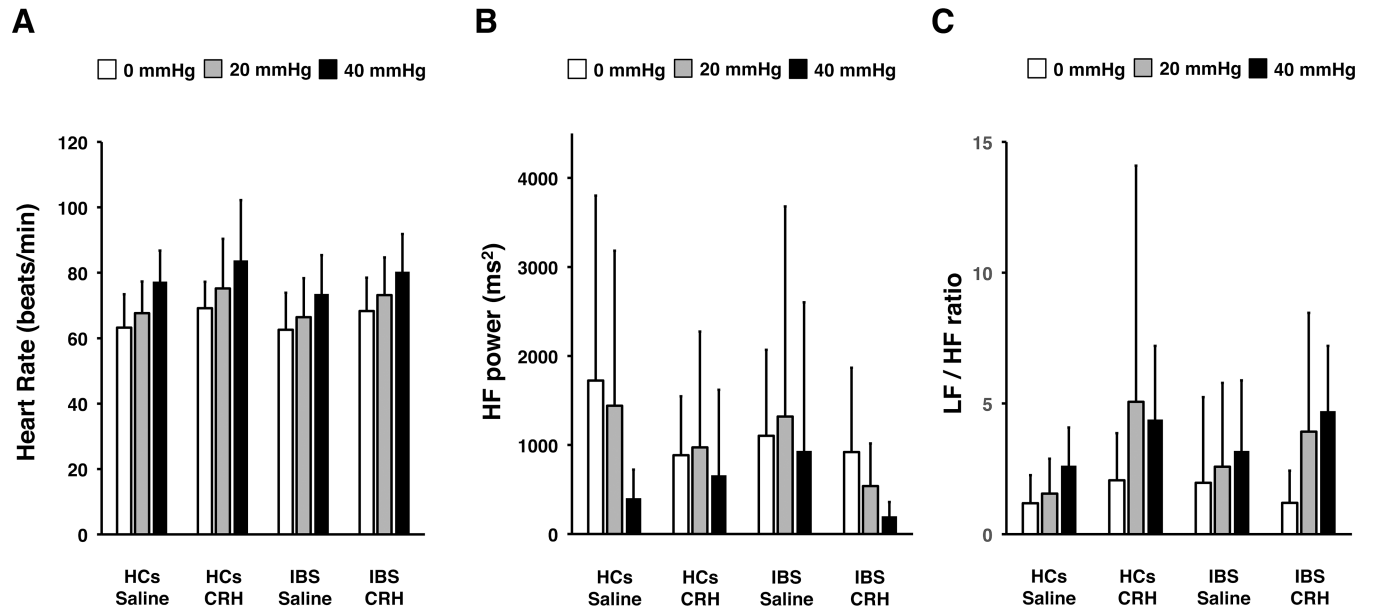 A
0 mmHg 20 mmHg 40 mmHg
Heart Rate (beats/min)
120
100
80
60
40
20
0
HCs Saline
HCs CRH
IBS Saline
IBS CRH
B
0 mmHg 20 mmHg 40 mmHg
HF power (ms²)
4000
3000
2000
1000
0
HCs Saline
HCs CRH
IBS Saline
IBS CRH
C
0 mmHg 20 mmHg 40 mmHg
LF / HF ratio
15
10
5
0
HCs Saline
HCs CRH
IBS Saline
IBS CRH